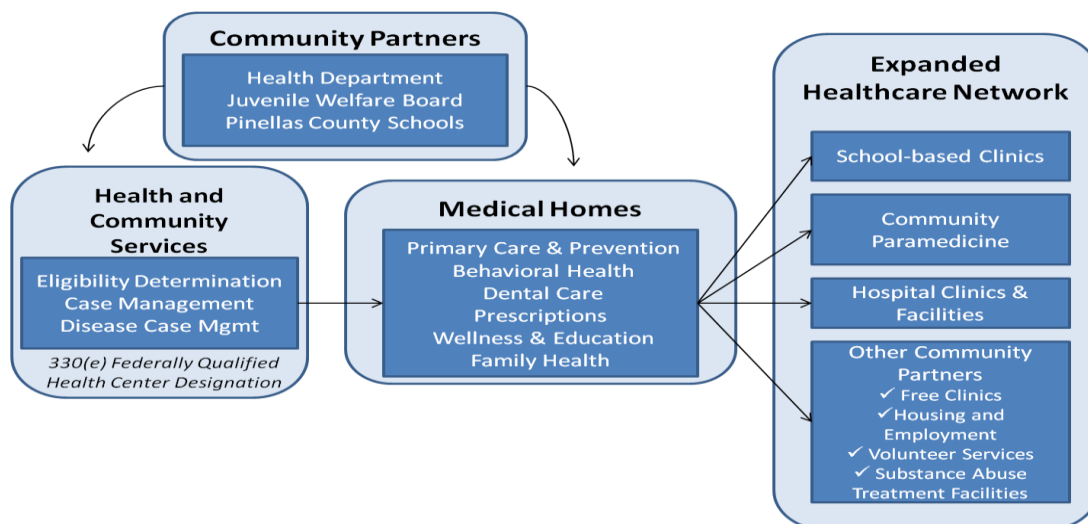 Community Partners
Health Department
Juvenile Welfare Board
Pinellas County Schools
Health and
Community
Services
Eligibility Determination
Case Management
Disease Case Mgmt
330(e) Federally Qualified
Health Center Designation
Medical Homes
Primary Care & Prevention
Behavioral Health
Dental Care
Prescriptions
Wellness & Education
Family Health
Expanded
Healthcare Network
School-based Clinics
Community
Paramedicine
Hospital Clinics &
Facilities
Other Community
Partners
✓ Free Clinics
✓Housing and
Employment
✓ Volunteer Services
✓ Substance Abuse
Treatment Facilities